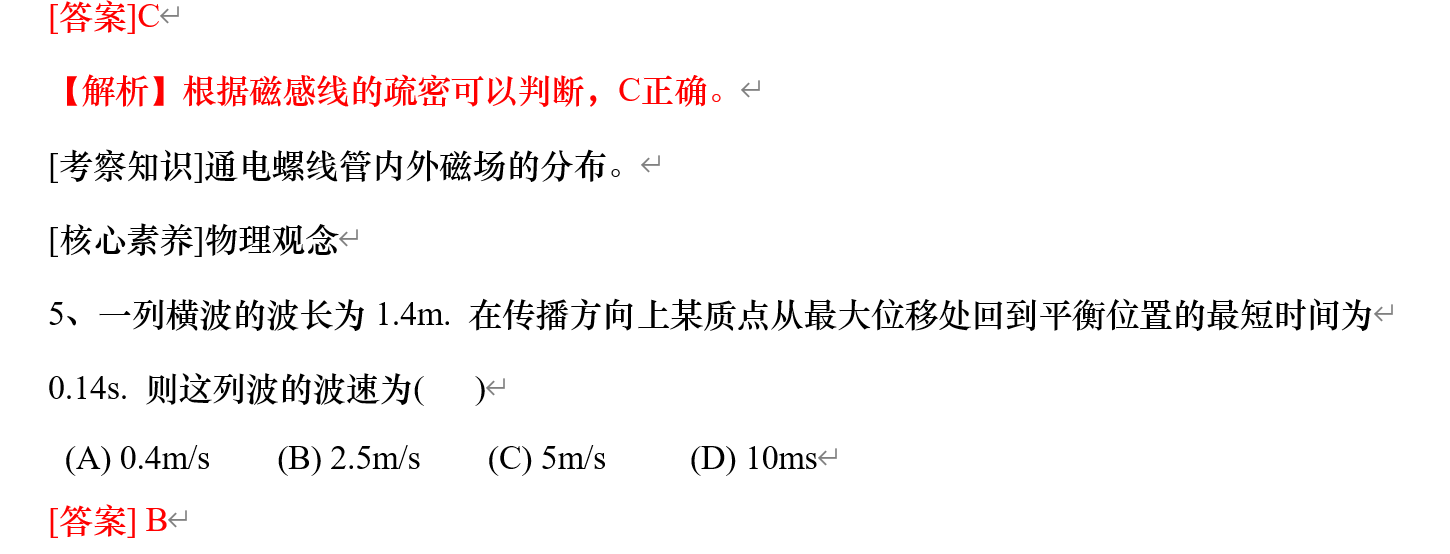 [答案]C
【解析】根据磁感线的疏密可以判断，C正确。
[考察知识]通电螺线管内外磁场的分布。
[核心素养]物理观念
5、一列横波的波长为 1.4m. 在传播方向上某质点从最大位移处回到平衡位置的最短时间为
0.14s. 则这列波的波速为( )
(A) 0.4m/s (B) 2.5m/s (C) 5m/s (D) 10ms
[答案] B